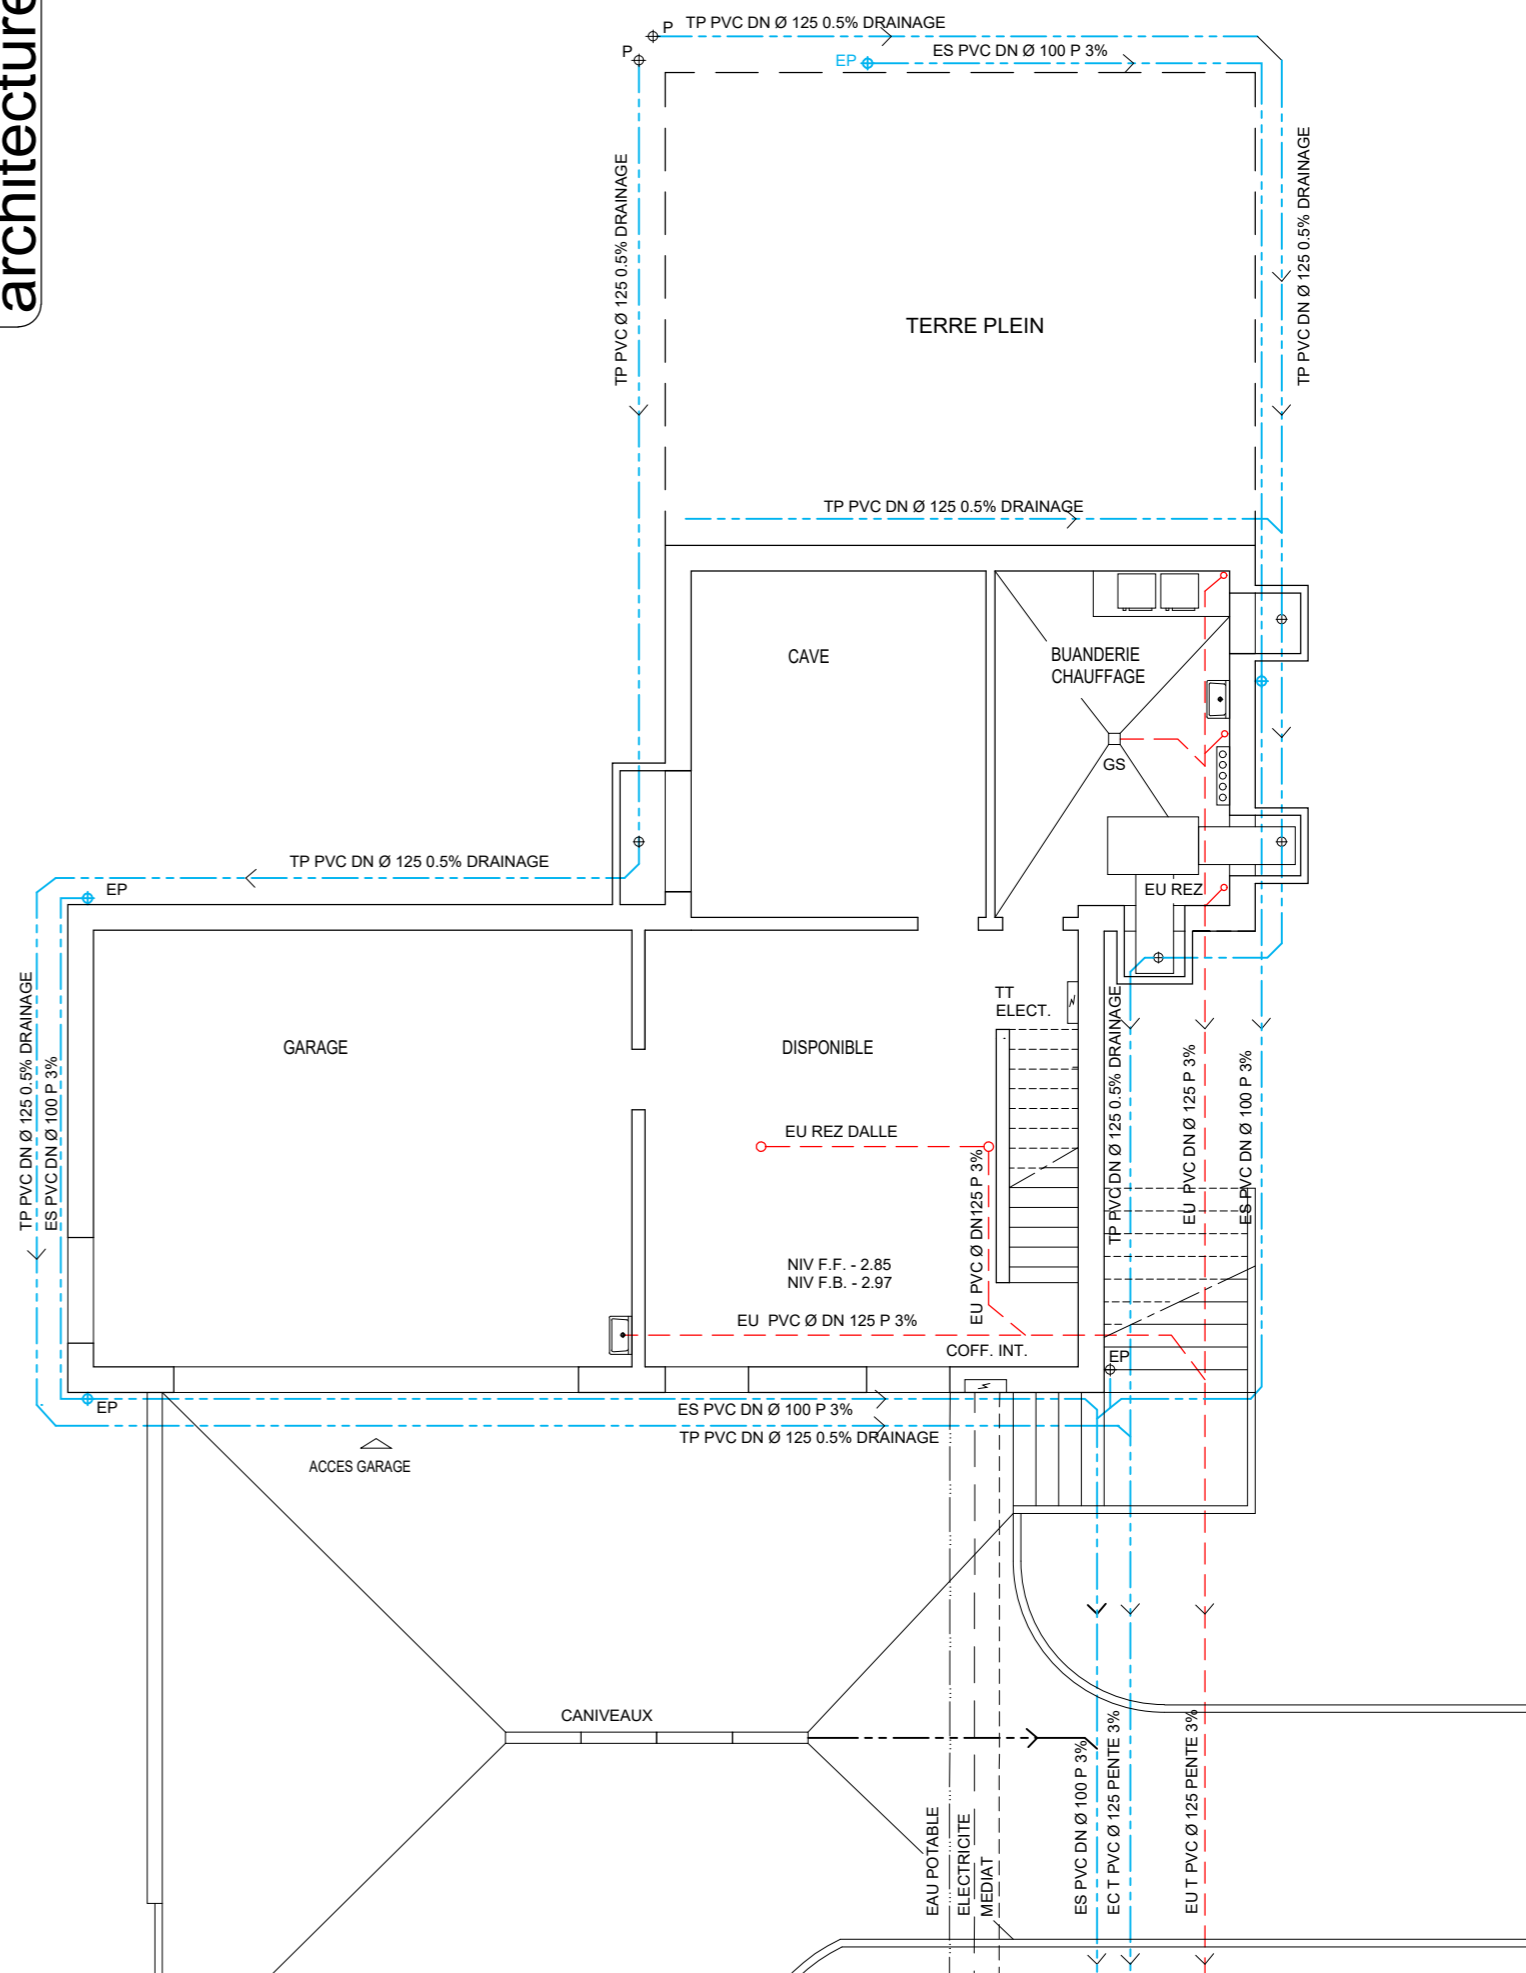 architecture
P
TP PVC DN Ø 125 0.5% DRAINAGE
P
EP
ES PVC DN Ø 100 P 3%
TP PVC Ø 125 0.5% DRAINAGE
TP PVC DN Ø 125 0.5% DRAINAGE
TERRE PLEIN
TP PVC DN Ø 125 0.5% DRAINAGE
CAVE
BUANDERIE
CHAUFFAGE
GS
TP PVC DN Ø 125 0.5% DRAINAGE
EP
EU REZ
TP PVC DN Ø 125 0.5% DRAINAGE
ES PVC DN Ø 100 P 3%
GARAGE
DISPONIBLE
TT
ELECT.
TP PVC DN Ø 125 0.5% DRAINAGE
EU PVC DN Ø 125 P 3%
ES PVC DN Ø 100 P 3%
EU REZ DALLE
EU PVC Ø DN125 P 3%
NIV F.F. - 2.85
NIV F.B. - 2.97
EU PVC Ø DN 125 P 3%
COFF. INT.
EP
EP
ES PVC DN Ø 100 P 3%
TP PVC DN Ø 125 0.5% DRAINAGE
ACCES GARAGE
CANIVEAUX
EAU POTABLE
ELECTRICITE
MEDIAT
ES PVC DN Ø 100 P 3%
EC T PVC Ø 125 PENTE 3%
EU T PVC Ø 125 PENTE 3%